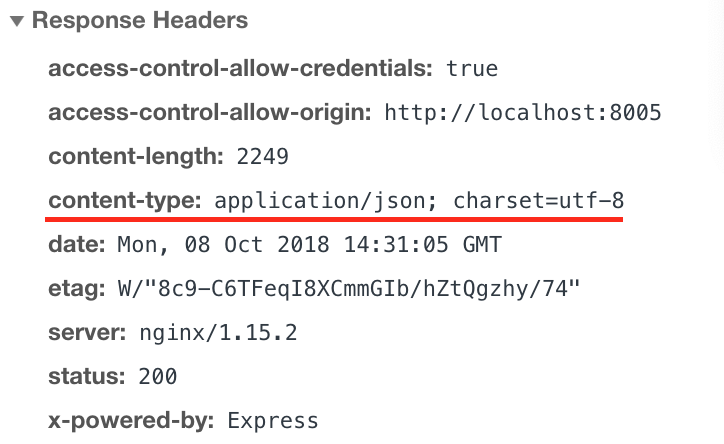 Response Headers
access-control-allow-credentials: true
access-control-allow-origin: http://localhost:8005
content-length: 2249
content-type: application/json; charset=utf-8
date: Mon, 08 Oct 2018 14:31:05 GMT
etag: W/"8c9-C6TFeqI8XCmmGIb/hZtQgzhy/74"
server: nginx/1.15.2
status: 200
x-powered-by: Express